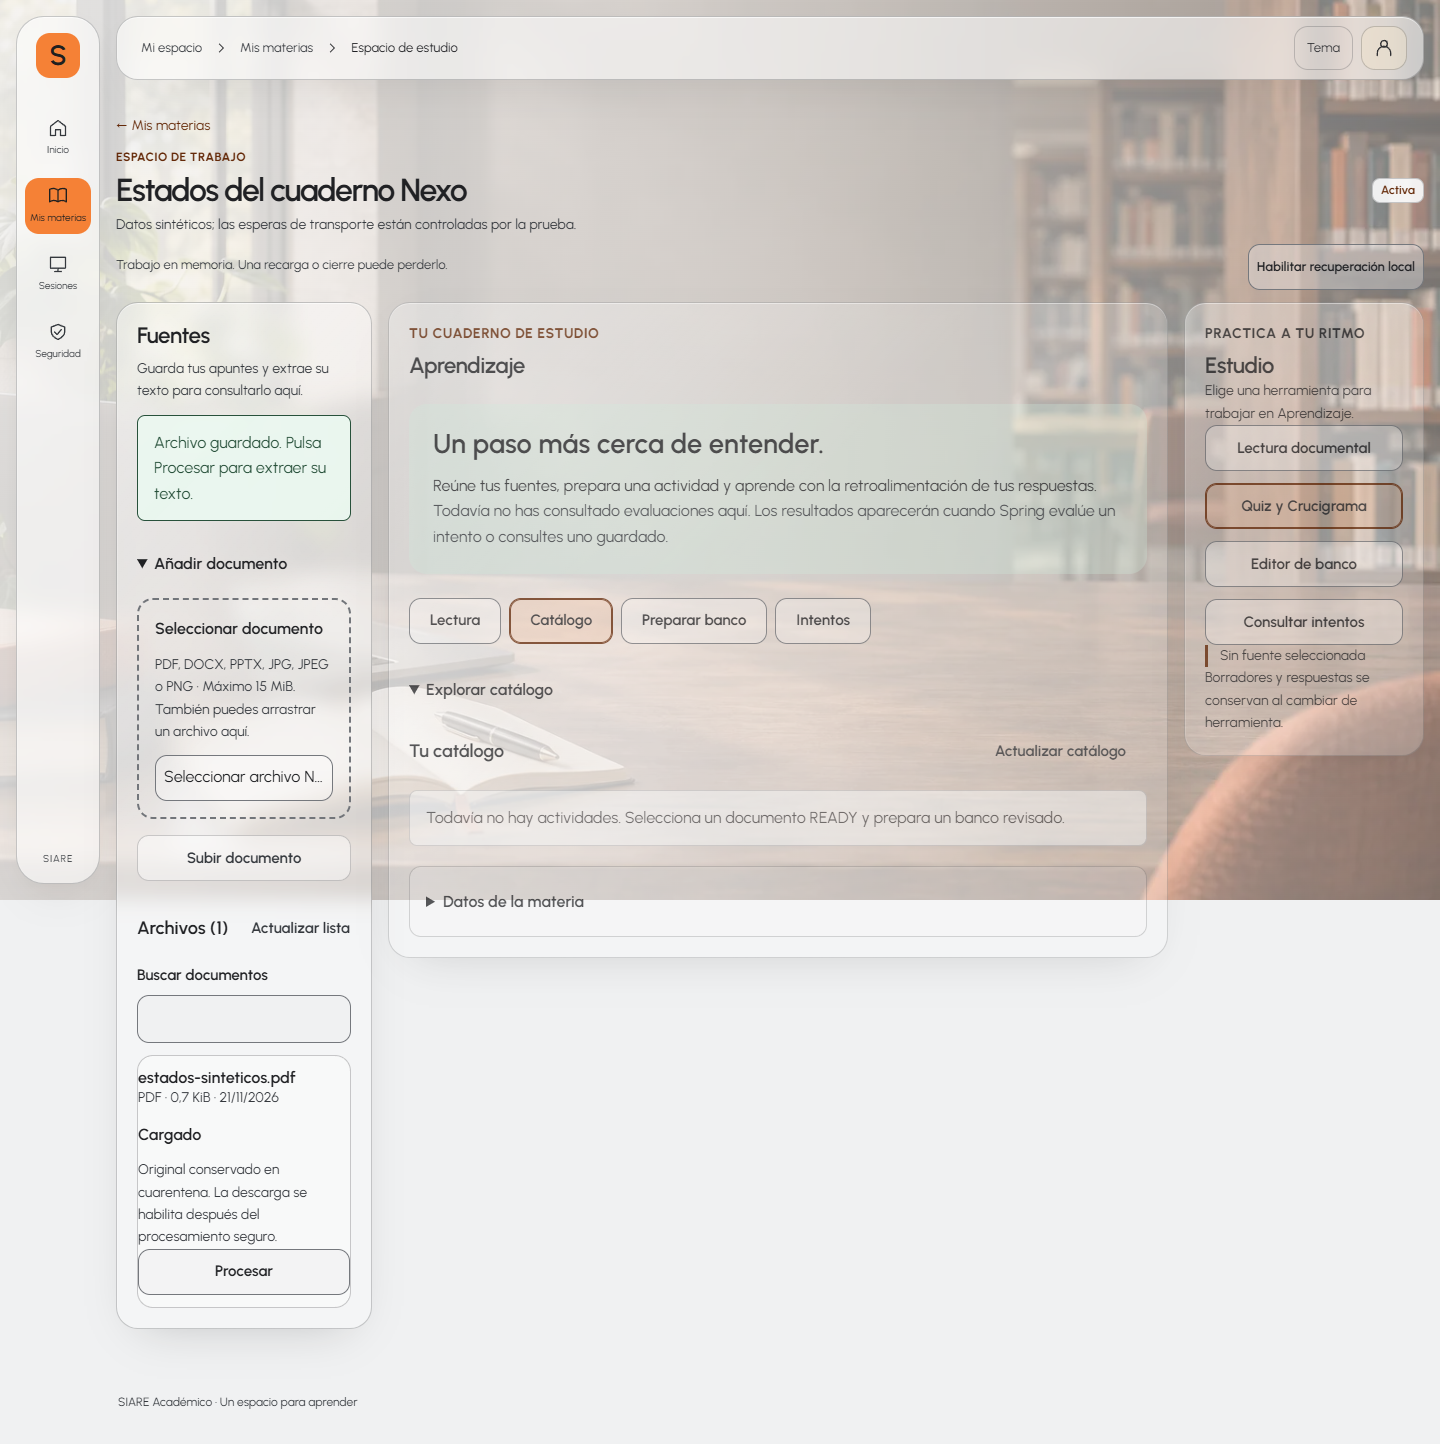 S
Inicio
Mis materias
Sesiones
Seguridad
SIARE
Mi espacio > Mis materias > Espacio de estudio
Tema
← Mis materias
ESPACIO DE TRABAJO
Estados del cuaderno Nexo
Activa
Datos sintéticos; las esperas de transporte están controladas por la prueba.
Trabajo en memoria. Una recarga o cierre puede perderlo.
Habilitar recuperación local
Fuentes
Guarda tus apuntes y extrae su
texto para consultarlo aquí.
Archivo guardado. Pulsa
Procesar para extraer su
texto.
▼ Añadir documento
Seleccionar documento
PDF, DOCX, PPTX, JPG, JPEG
o PNG · Máximo 15 MiB.
También puedes arrastrar
un archivo aquí.
Seleccionar archivo N...
Subir documento
Archivos (1)
Actualizar lista
Buscar documentos
estados-sinteticos.pdf
PDF · 0,7 KiB · 21/11/2026
Cargado
Original conservado en
cuarentena. La descarga se
habilita después del
procesamiento seguro.
Procesar
TU CUADERNO DE ESTUDIO
Aprendizaje
Un paso más cerca de entender.
Reúne tus fuentes, prepara una actividad y aprende con la retroalimentación de tus respuestas.
Todavía no has consultado evaluaciones aquí. Los resultados aparecerán cuando Spring evalúe un
intento o consultes uno guardado.
Lectura
Catálogo
Preparar banco
Intentos
▼ Explorar catálogo
Tu catálogo
Actualizar catálogo
Todavía no hay actividades. Selecciona un documento READY y prepara un banco revisado.
▶ Datos de la materia
PRACTICA A TU RITMO
Estudio
Elige una herramienta para
trabajar en Aprendizaje.
Lectura documental
Quiz y Crucigrama
Editor de banco
Consultar intentos
Sin fuente seleccionada
Borradores y respuestas se
conservan al cambiar de
herramienta.
SIARE Académico · Un espacio para aprender